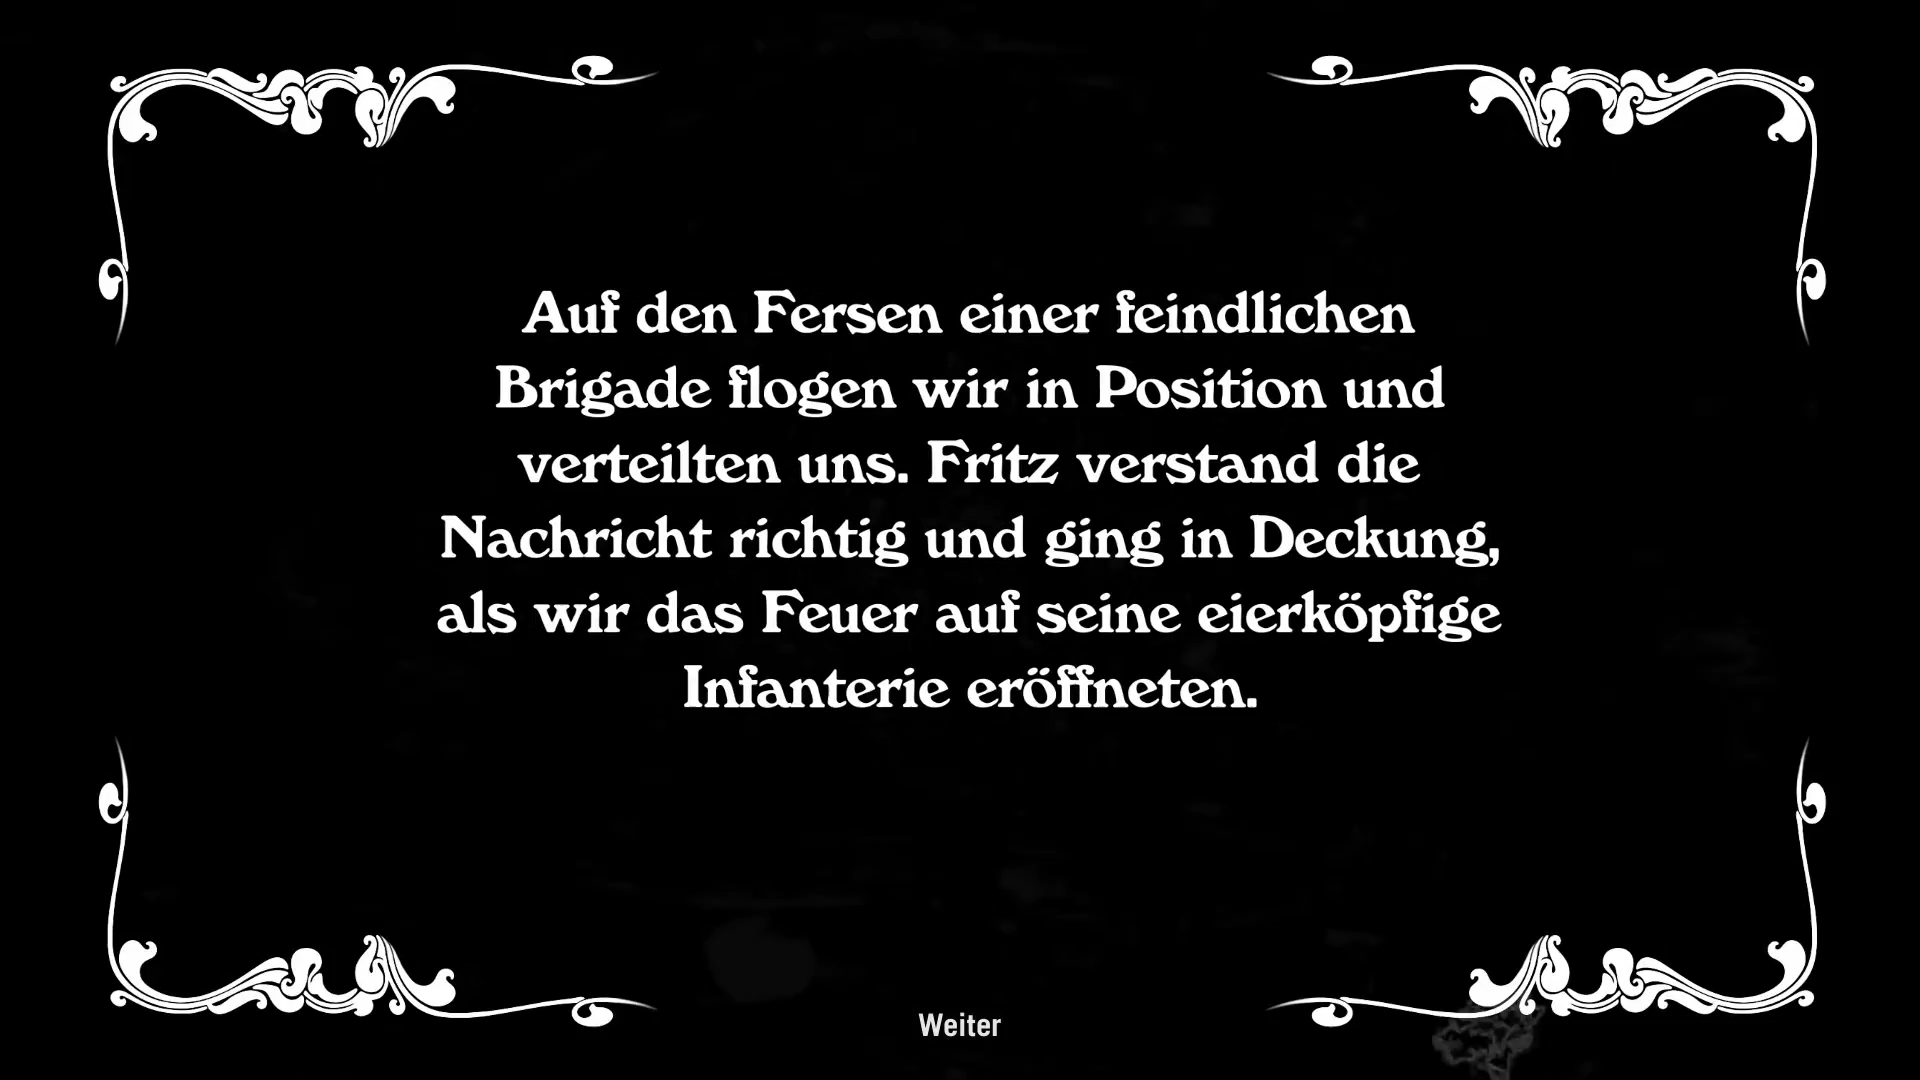 Auf den Fersen einer feindlichen
Brigade flogen wir in Position und
verteilten uns. Fritz verstand die
Nachricht richtig und ging in Deckung,
als wir das Feuer auf seine eierköpfige
Infanterie eröffneten.
Weiter